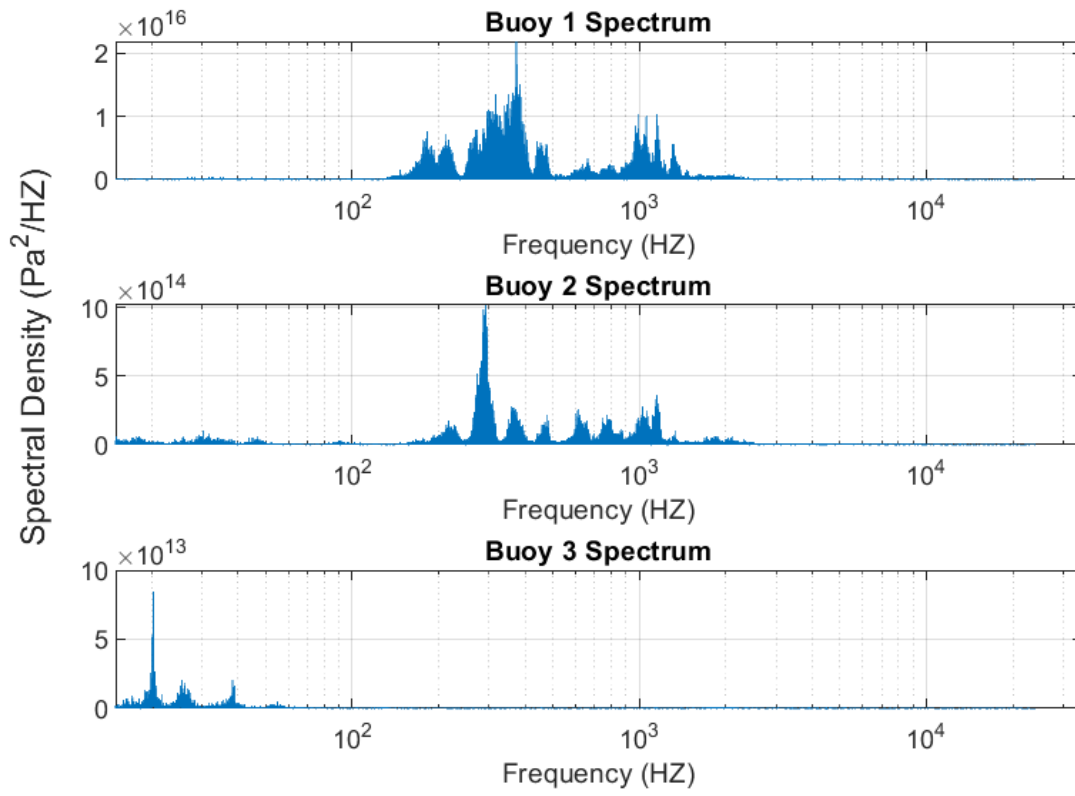 Buoy 1 Spectrum
×10^16
2
1
0
10^2 10^3 10^4
Frequency (HZ)
Spectral Density (Pa^2/HZ)
Buoy 2 Spectrum
×10^14
10
5
0
10^2 10^3 10^4
Frequency (HZ)
Buoy 3 Spectrum
×10^13
10
5
0
10^2 10^3 10^4
Frequency (HZ)